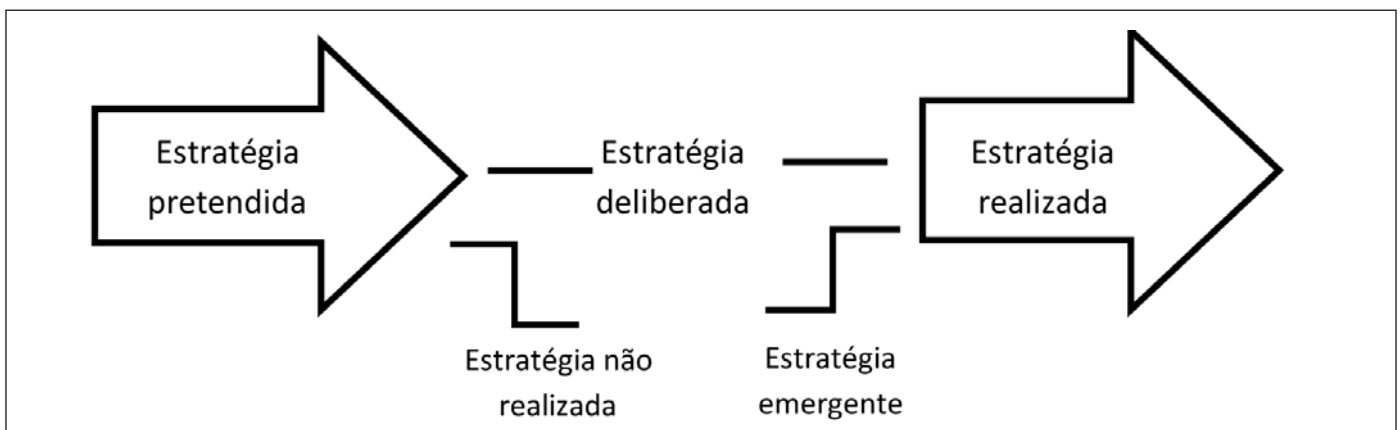 Estratégia
pretendida
Estratégia
deliberada
Estratégia
realizada
Estratégia não
realizada
Estratégia
emergente